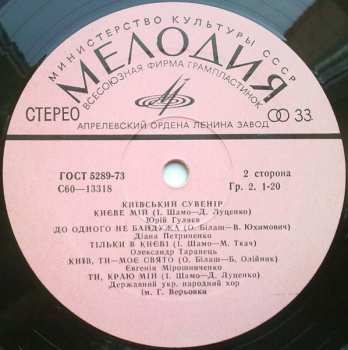 МИНИСТЕРСТВО КУЛЬТУРЫ СССР
МЕЛОДИЯ
ВСЕСОЮЗНАЯ ФИРМА ГРАМПЛАСТИНОК
СТЕРЕО
33
АПРЕЛЕВСКИЙ ОРДЕНА ЛЕНИНА ЗАВОД
ГОСТ 5289-73
2 сторона
С60—13318
Гр. 2. 1-20
КИЇВСЬКИЙ СУВЕНІР
КИЄВЕ МІЙ (І. Шамо—Д. Луценко)
Юрій Гуляєв
ДО ОДНОГО НЕ БАЙДУЖА (О. Білаш—В. Юхимович)
Діана Петриненко
ТІЛЬКИ В КИЄВІ (І. Шамо—М. Ткач)
Олександр Таранець
КИЇВ, ТИ—МОЄ СВЯТО (О. Білаш—Б. Олійник)
Євгенія Мірошниченко
ТИ, КРАЮ МІЙ (І. Шамо—Д. Луценко)
Державний укр. народний хор
ім. Г. Верьовки